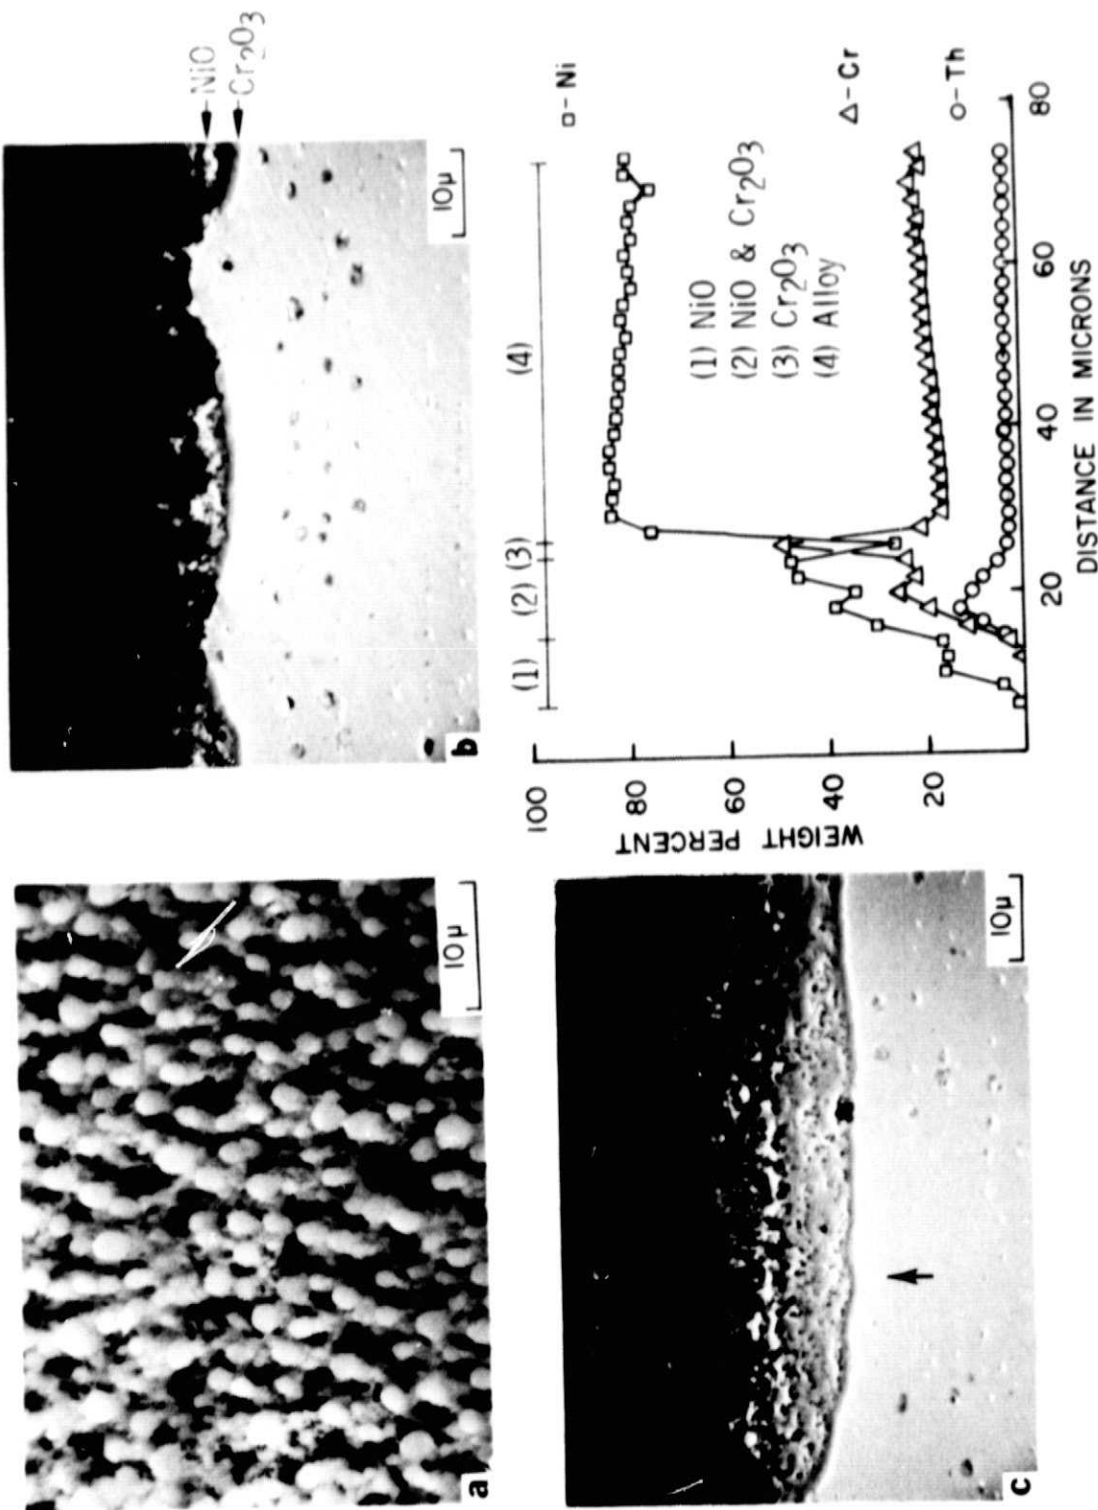 a
10μ
b
10μ
NiO
Cr₂O₃
c
10μ
WEIGHT PERCENT
100
80
60
40
20
(1)
(2)
(3)
(4)
□-Ni
(1) NiO
(2) NiO & Cr₂O₃
(3) Cr₂O₃
(4) Alloy
△-Cr
○-Th
20
40
60
80
DISTANCE IN MICRONS